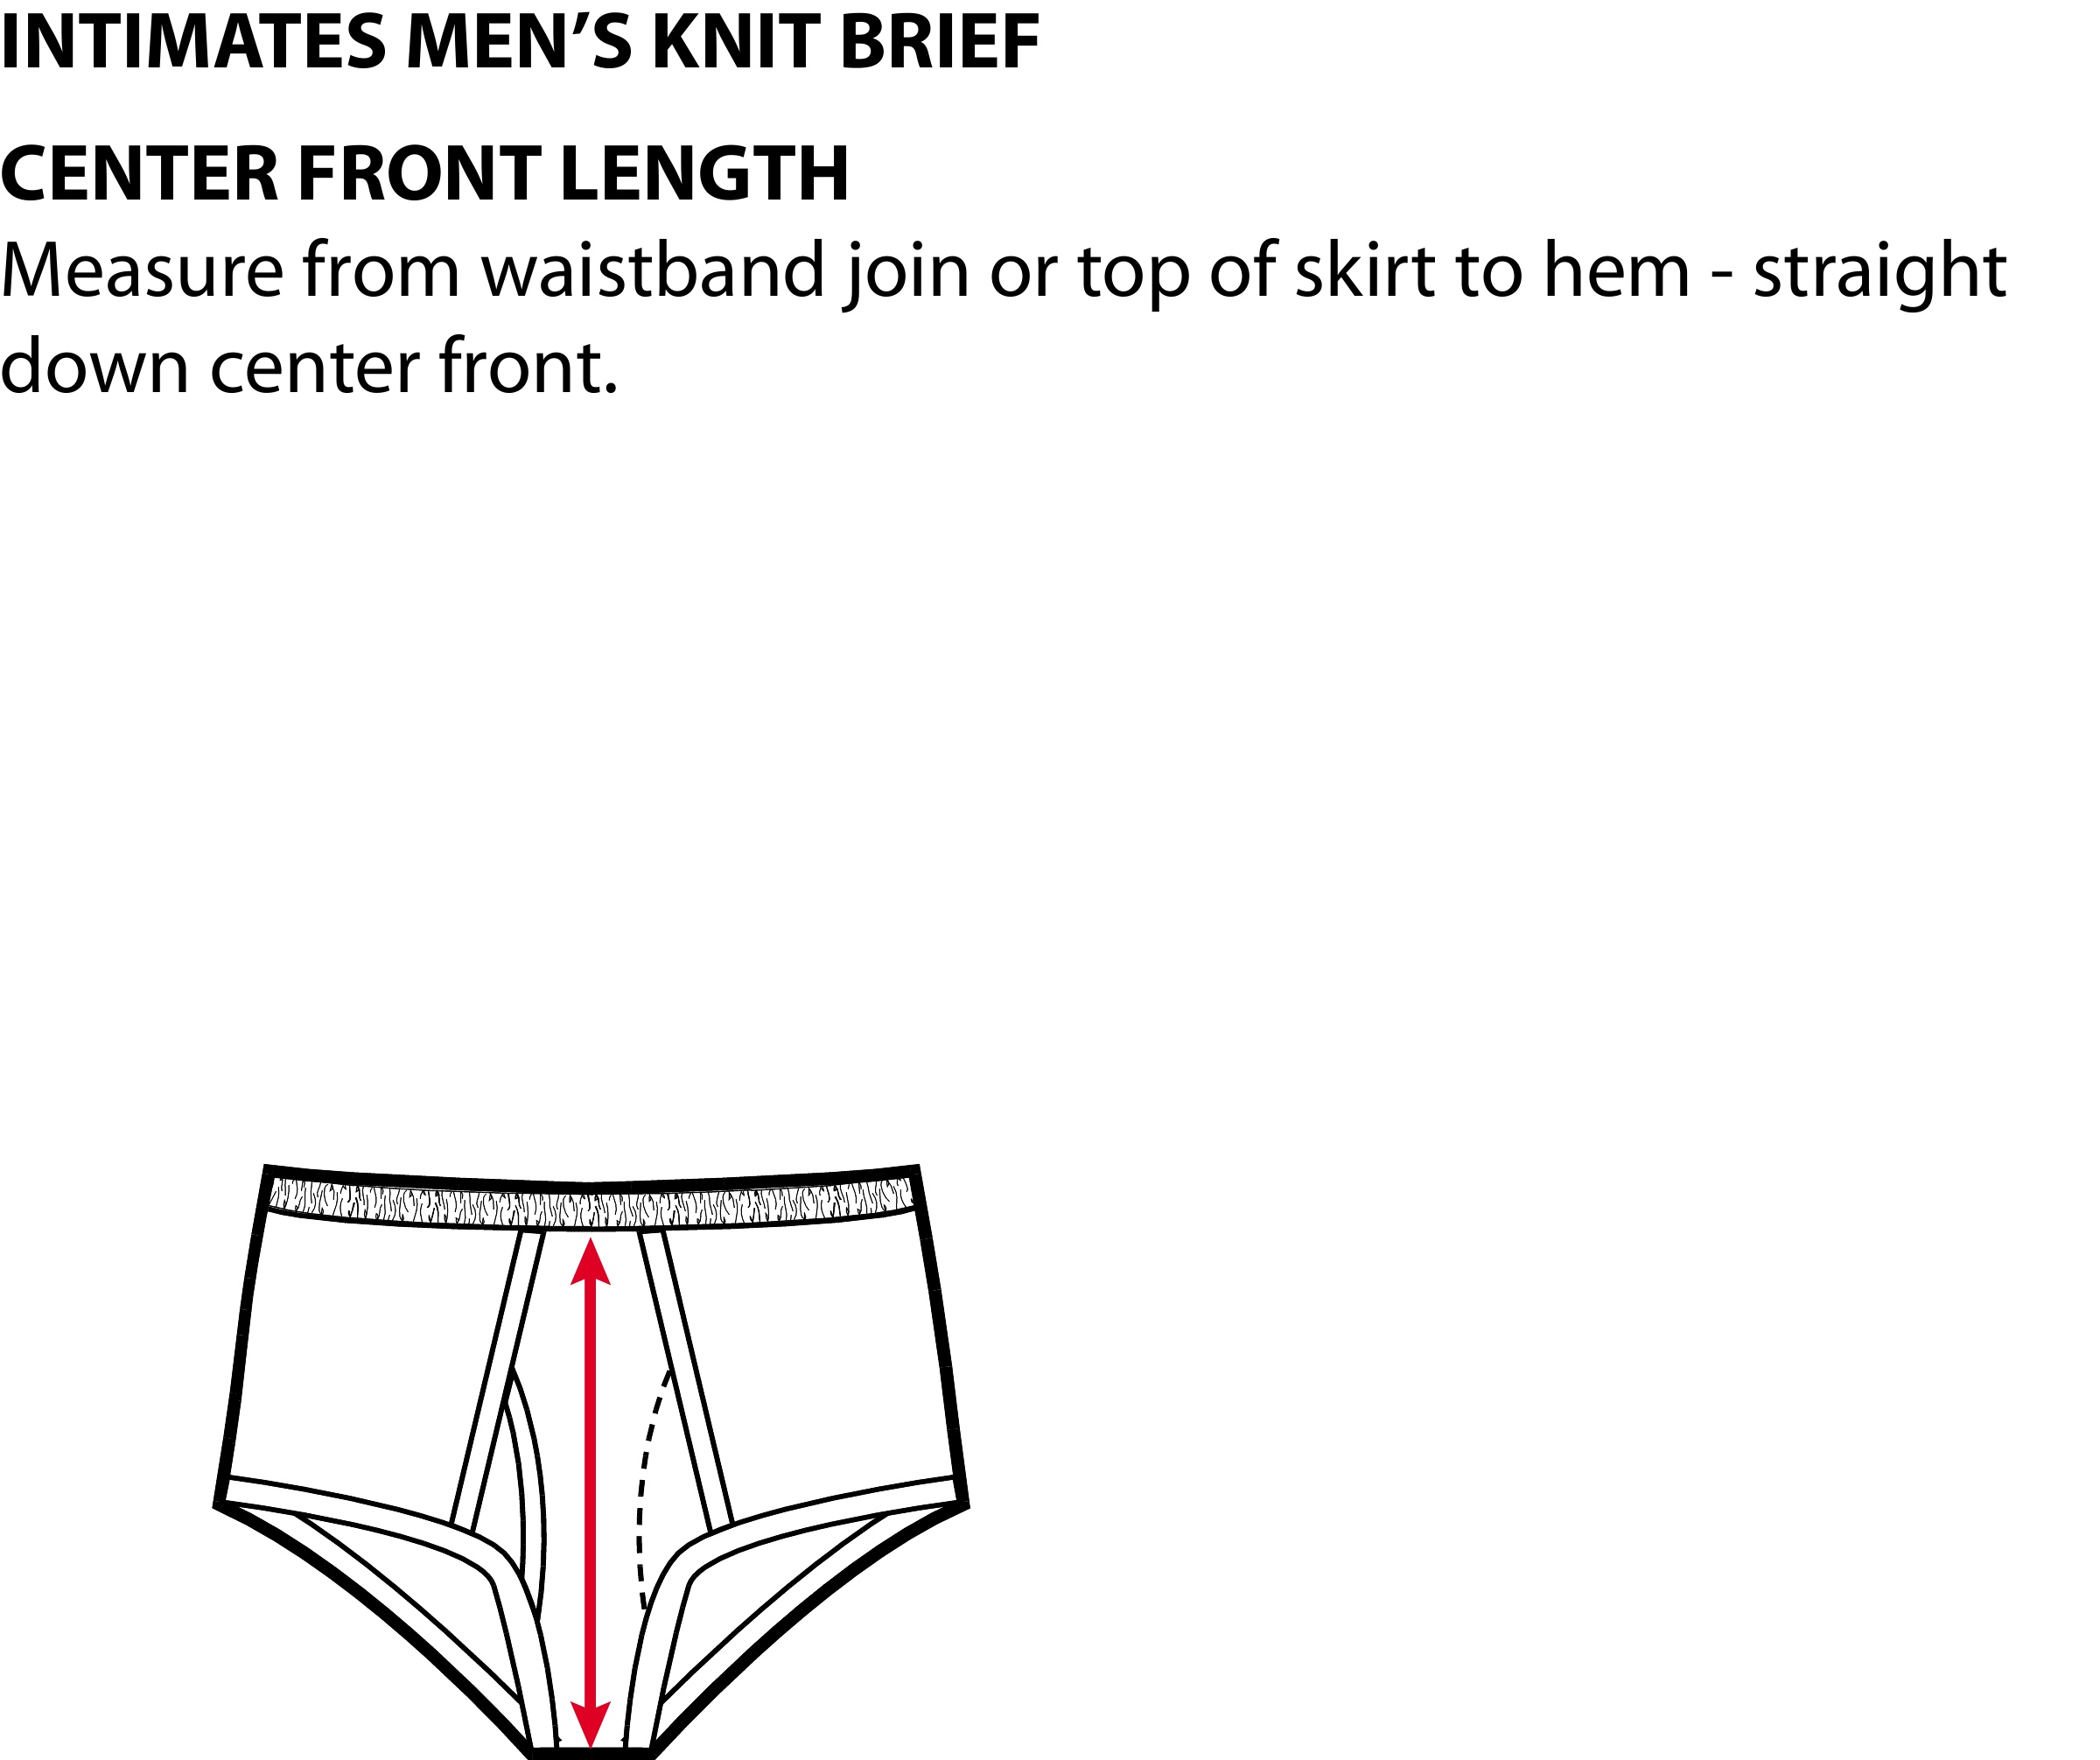 INTIMATES MEN’S KNIT BRIEF
CENTER FRONT LENGTH
Measure from waistband join or top of skirt to hem - straight
down center front.